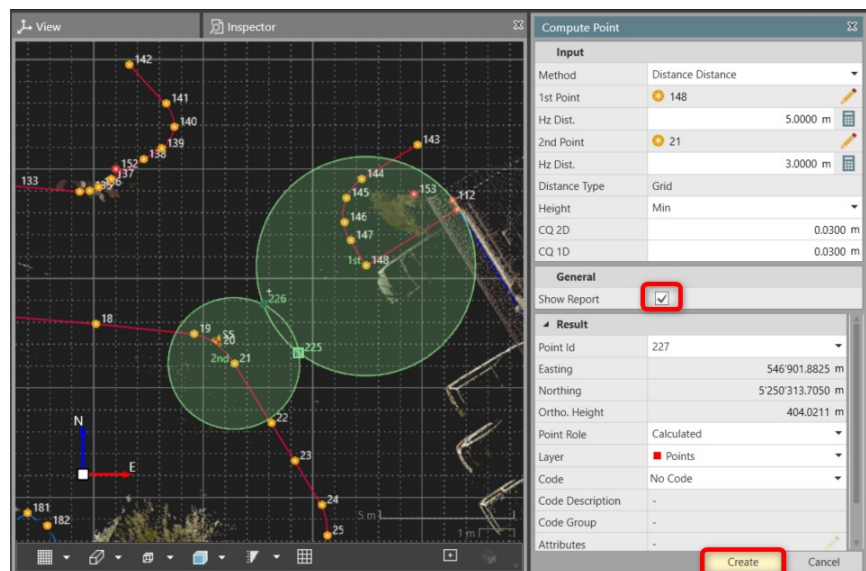 View
Inspector
142
141
140
139
138
152
137
133
143
144
145
153
112
146
147
1st
148
226
18
19
S5
20
225
2nd
21
22
N
23
E
24
181
182
25
5 m
1 m
Compute Point
Input
Method Distance Distance
1st Point 148
Hz Dist. 5.0000 m
2nd Point 21
Hz Dist. 3.0000 m
Distance Type Grid
Height Min
CQ 2D 0.0300 m
CQ 1D 0.0300 m
General
Show Report
Result
Point Id 227
Easting 546'901.8825 m
Northing 5'250'313.7050 m
Ortho. Height 404.0211 m
Point Role Calculated
Layer Points
Code No Code
Code Description -
Code Group -
Attributes -
Create Cancel